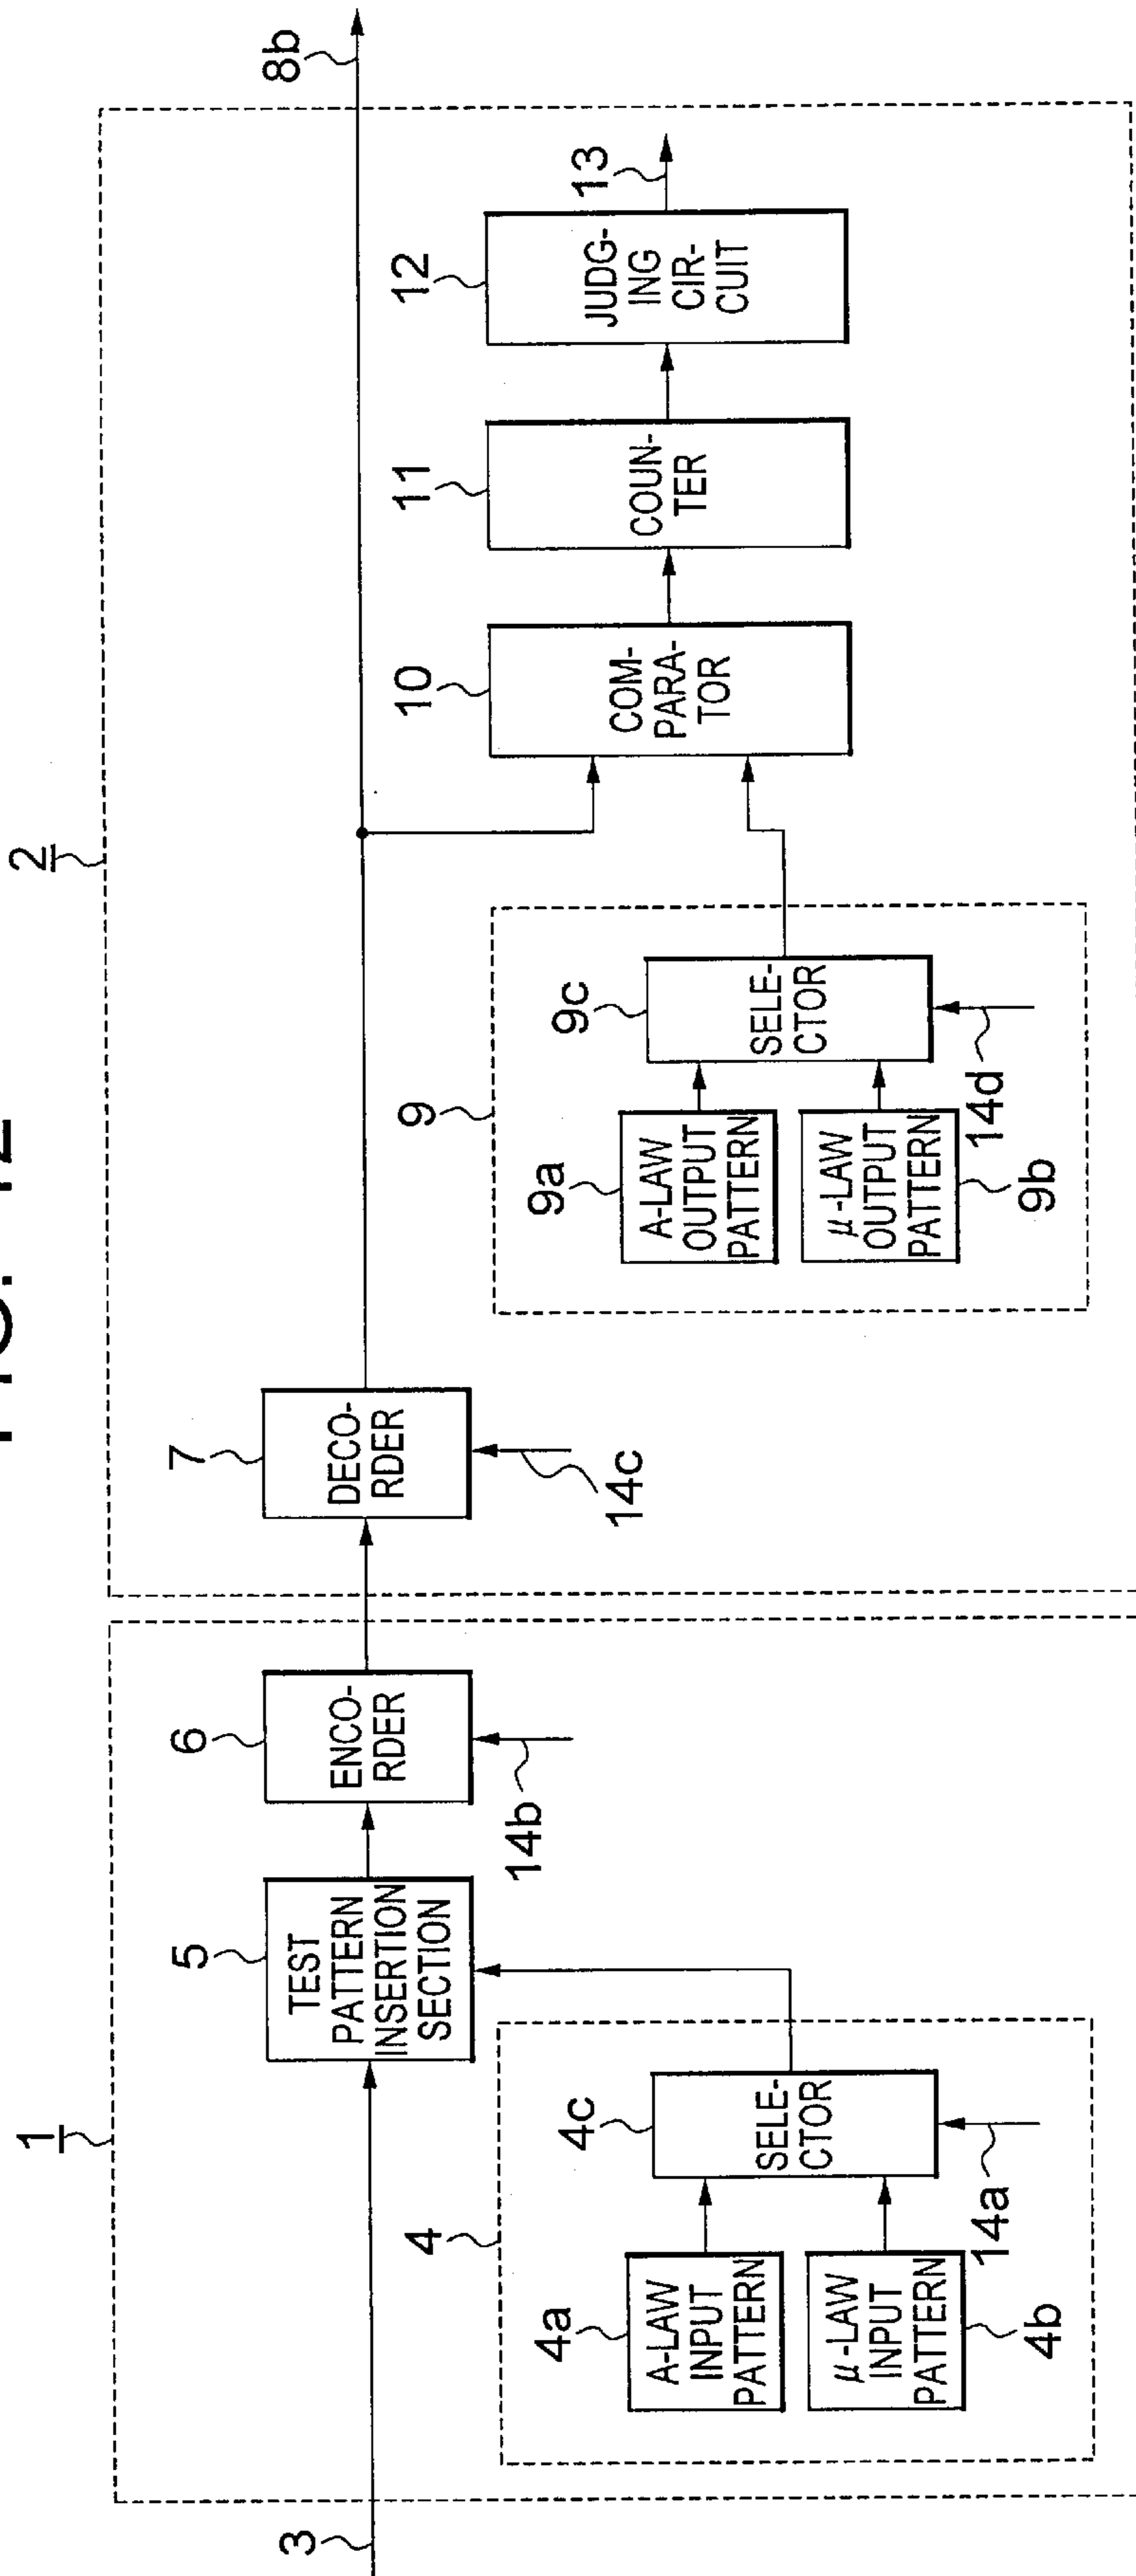 FIG. 12
1
2
3
5
TEST
PATTERN
INSERTION
SECTION
6
ENCO-
RDER
14b
7
DECO-
RDER
14c
8b
4
4a
A-LAW
INPUT
PATTERN
μ-LAW
INPUT
PATTERN
4b
4c
SELE-
CTOR
14a
9
9a
A-LAW
OUTPUT
PATTERN
μ-LAW
OUTPUT
PATTERN
9b
9c
SELE-
CTOR
14d
10
COM-
PARA-
TOR
11
COUN-
TER
12
JUDG-
ING
CIR-
CUIT
13